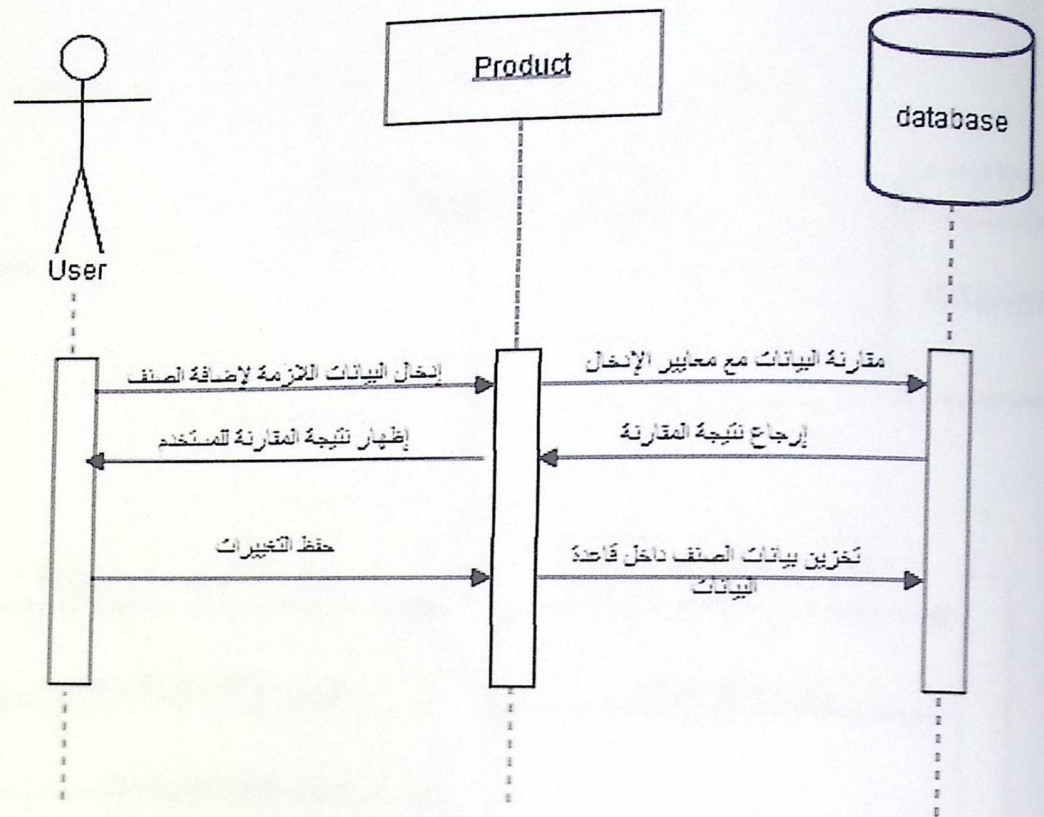 Product
database
User
إدخال البيانات اللازمة لإضافة الصنف
مقارنة البيانات مع معايير الإدخال
إظهار نتيجة المقارنة للمستخدم
إرجاع نتيجة المقارنة
حفظ التغييرات
تخزين بيانات الصنف داخل قاعدة
البيانات